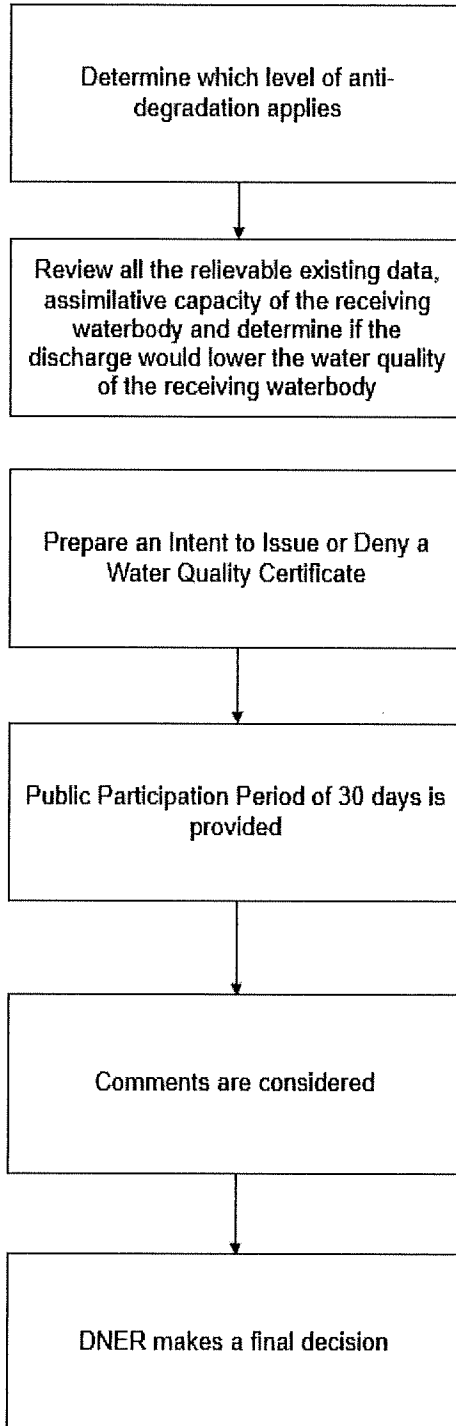 Determine which level of anti-
degradation applies
Review all the relievable existing data,
assimilative capacity of the receiving
waterbody and determine if the
discharge would lower the water quality
of the receiving waterbody
Prepare an Intent to Issue or Deny a
Water Quality Certificate
Public Participation Period of 30 days is
provided
Comments are considered
DNER makes a final decision